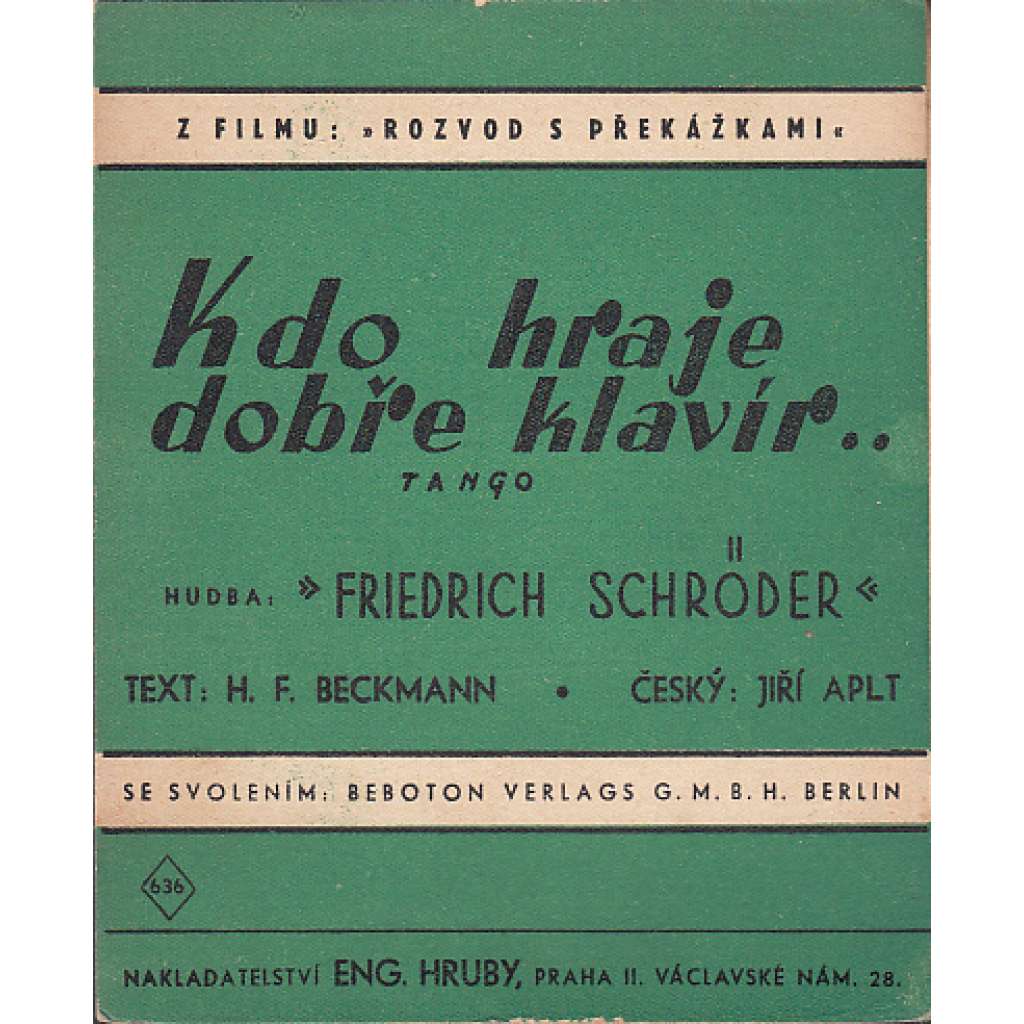 Z FILMU: »ROZVOD S PŘEKÁŽKAMI«
Kdo hraje
dobře klavír..
TANGO
HUDBA: »FRIEDRICH SCHRÖDER«
TEXT: H. F. BECKMANN • ČESKÝ: JIŘÍ APLT
SE SVOLENÍM: BEBOTON VERLAGS G. M. B. H. BERLIN
636
NAKLADATELSTVÍ ENG. HRUBY, PRAHA II. VÁCLAVSKÉ NÁM. 28.